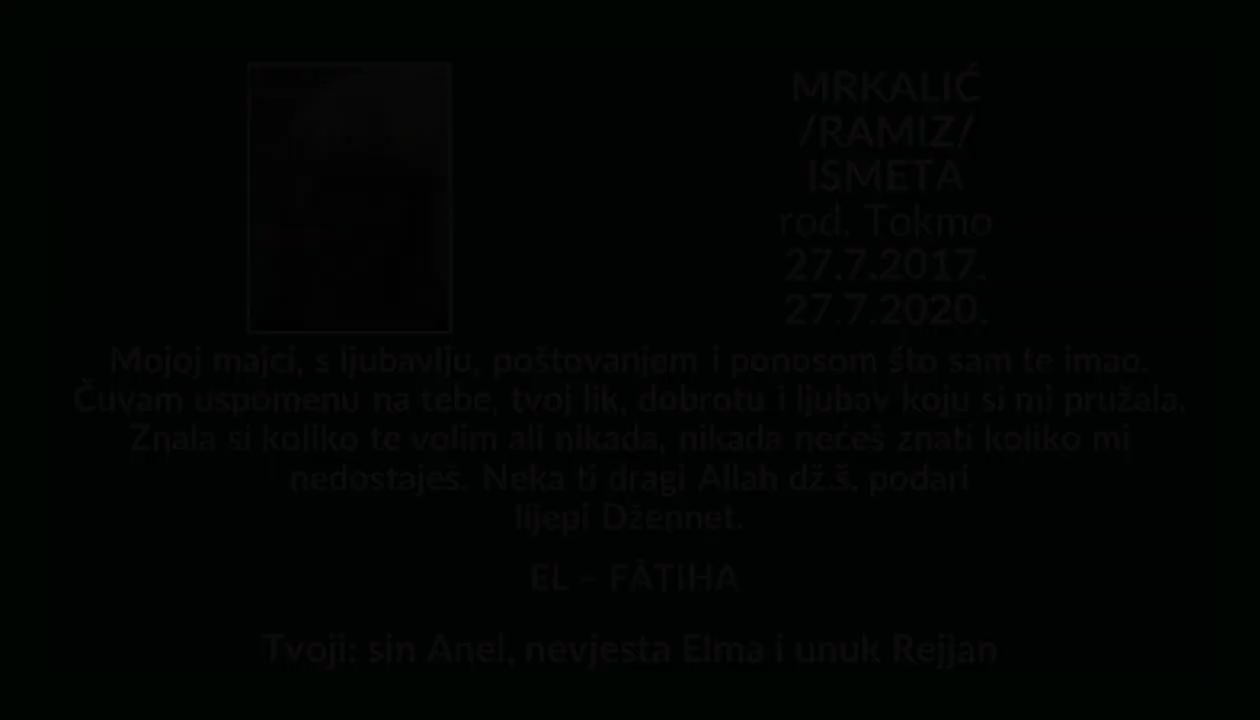 MRKALIĆ
/RAMIZ/
ISMETA
rod. Tokmo
27.7.2017.
27.7.2020.
Mojoj majci, s ljubavlju, poštovanjem i ponosom što sam te imao.
Čuvam uspomenu na tebe, tvoj lik, dobrotu i ljubav koju si mi pružala.
Znala si koliko te volim ali nikada, nikada nećeš znati koliko mi
nedostaješ. Neka ti dragi Allah dž.š. podari
lijepi Džennet.
EL – FÀTIHA
Tvoji: sin Anel, nevjesta Elma i unuk Rejjan